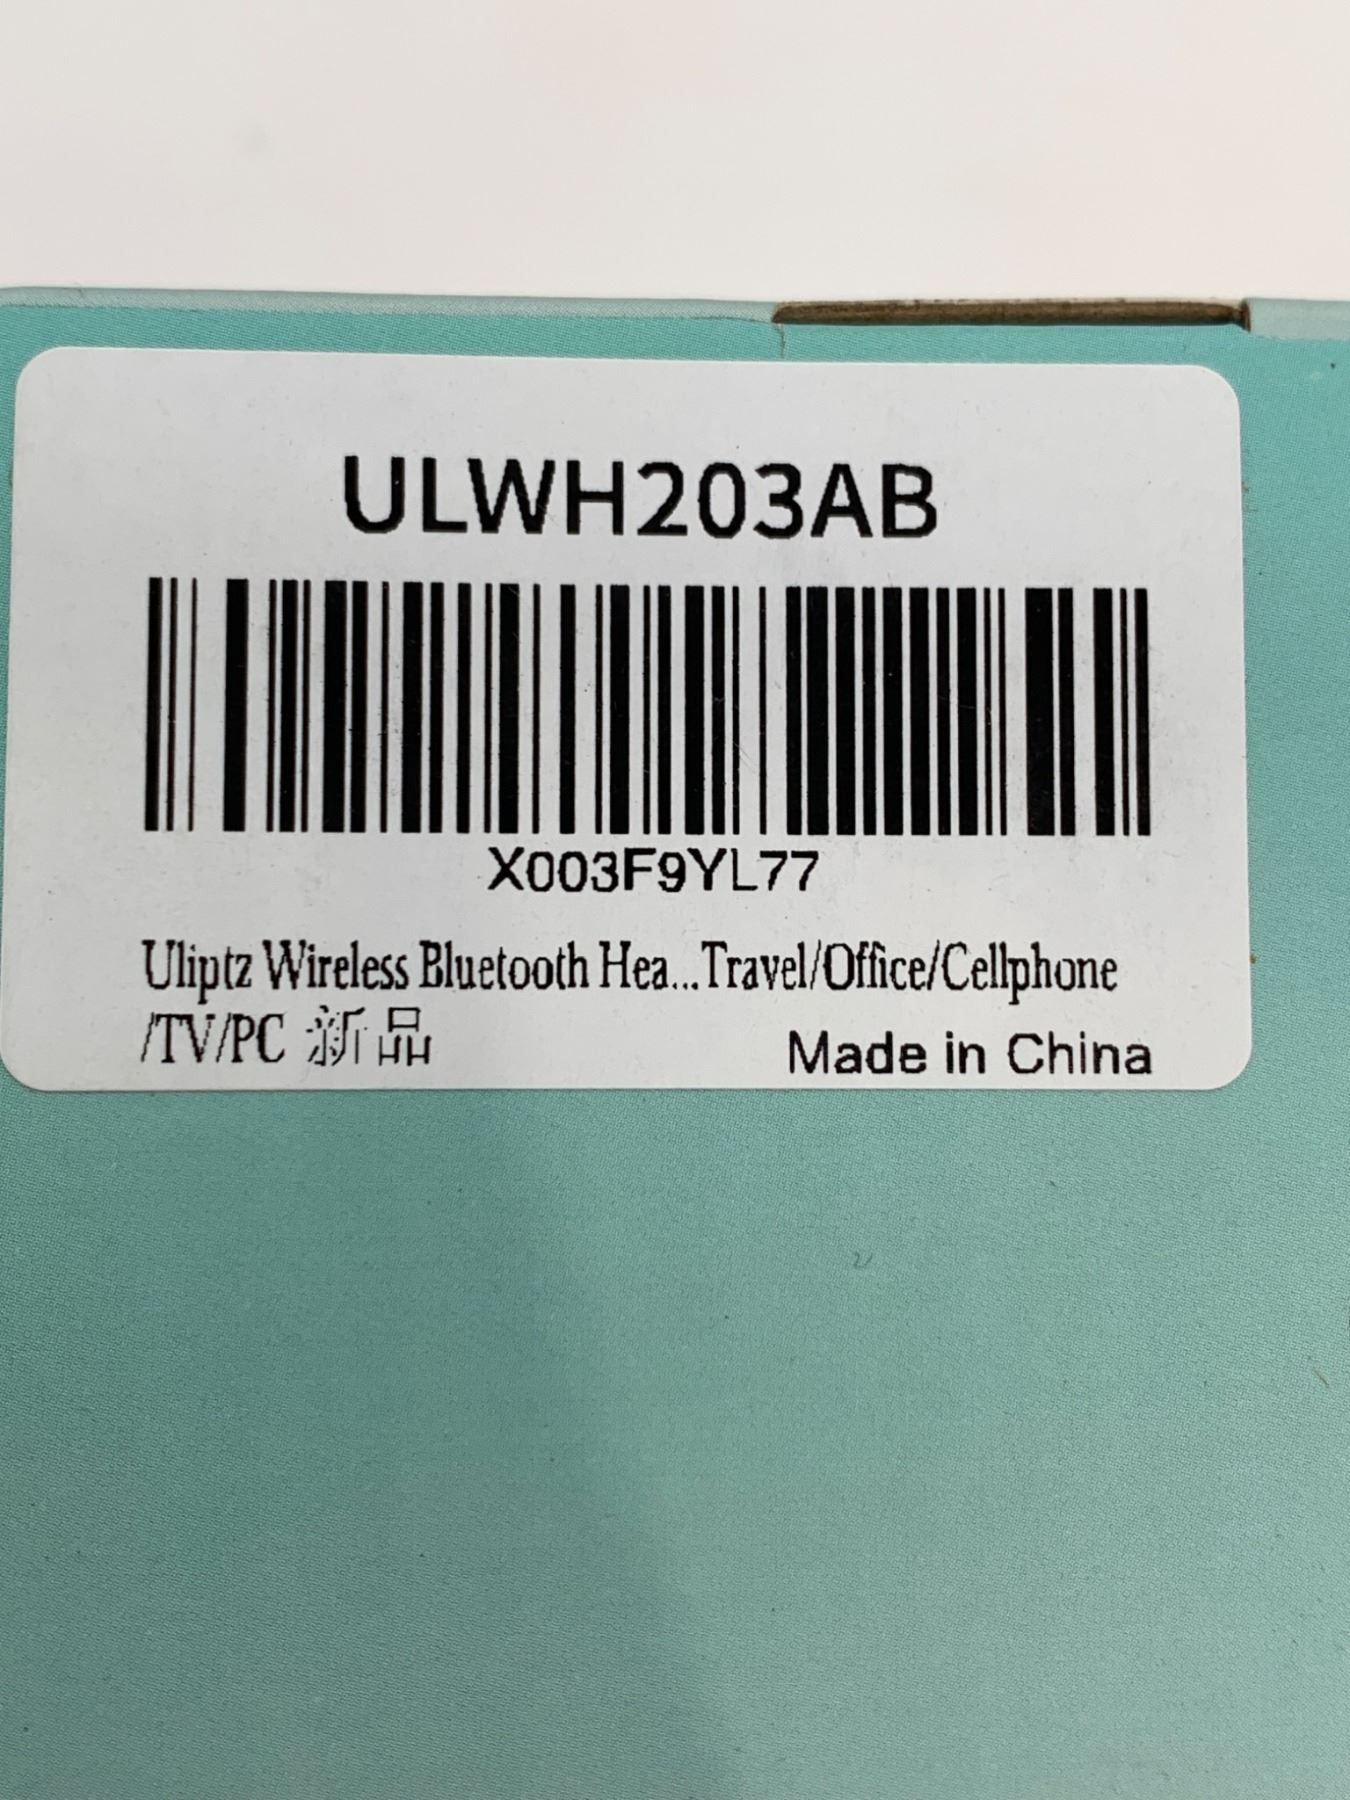 ULWH203AB
X003F9YL77
Uliptz Wireless Bluetooth Hea...Travel/Office/Cellphone
/TV/PC 新品
Made in China